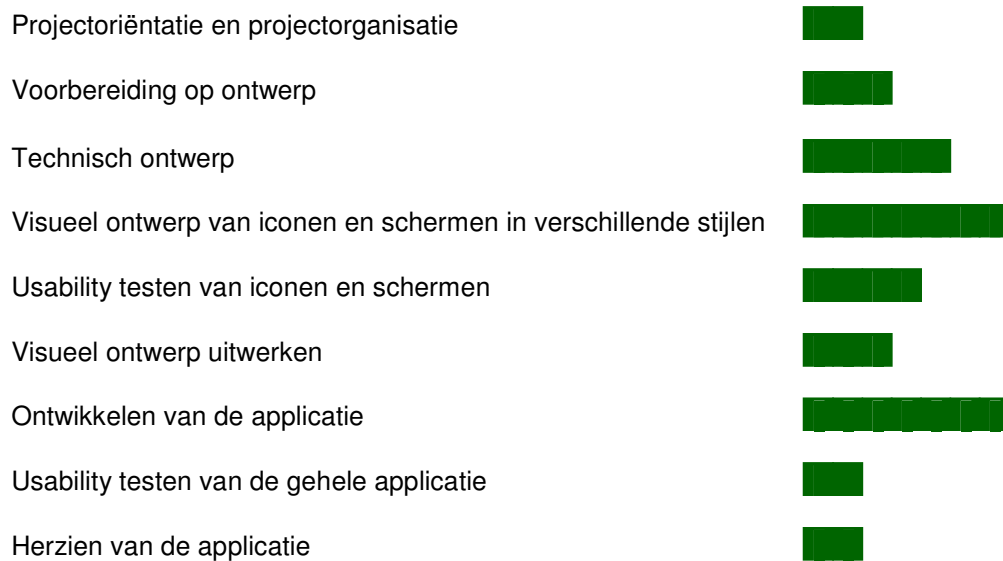 Projectoriëntatie en projectorganisatie
Voorbereiding op ontwerp
Technisch ontwerp
Visueel ontwerp van iconen en schermen in verschillende stijlen
Usability testen van iconen en schermen
Visueel ontwerp uitwerken
Ontwikkelen van de applicatie
Usability testen van de gehele applicatie
Herzien van de applicatie